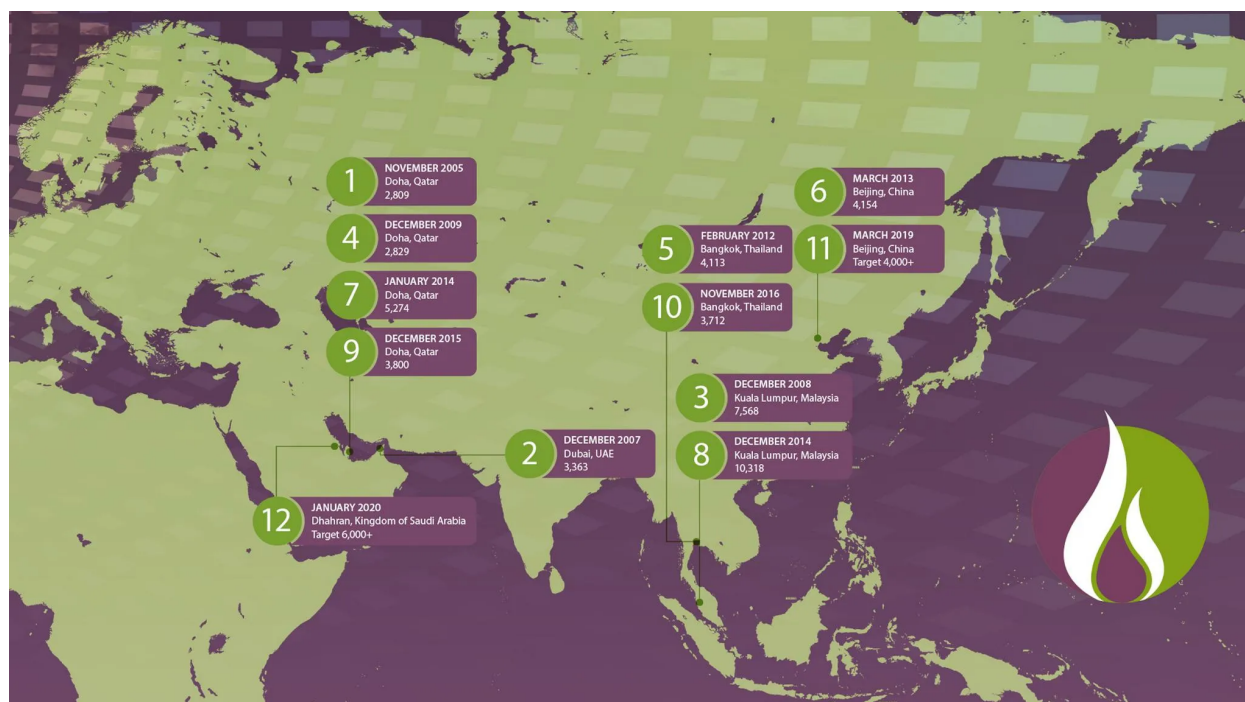 1
NOVEMBER 2005
Doha, Qatar
2,809
4
DECEMBER 2009
Doha, Qatar
2,829
7
JANUARY 2014
Doha, Qatar
5,274
9
DECEMBER 2015
Doha, Qatar
3,800
6
MARCH 2013
Beijing, China
4,154
5
FEBRUARY 2012
Bangkok, Thailand
4,113
11
MARCH 2019
Beijing, China
Target 4,000+
10
NOVEMBER 2016
Bangkok, Thailand
3,712
3
DECEMBER 2008
Kuala Lumpur, Malaysia
7,568
2
DECEMBER 2007
Dubai, UAE
3,363
8
DECEMBER 2014
Kuala Lumpur, Malaysia
10,318
12
JANUARY 2020
Dhahran, Kingdom of Saudi Arabia
Target 6,000+